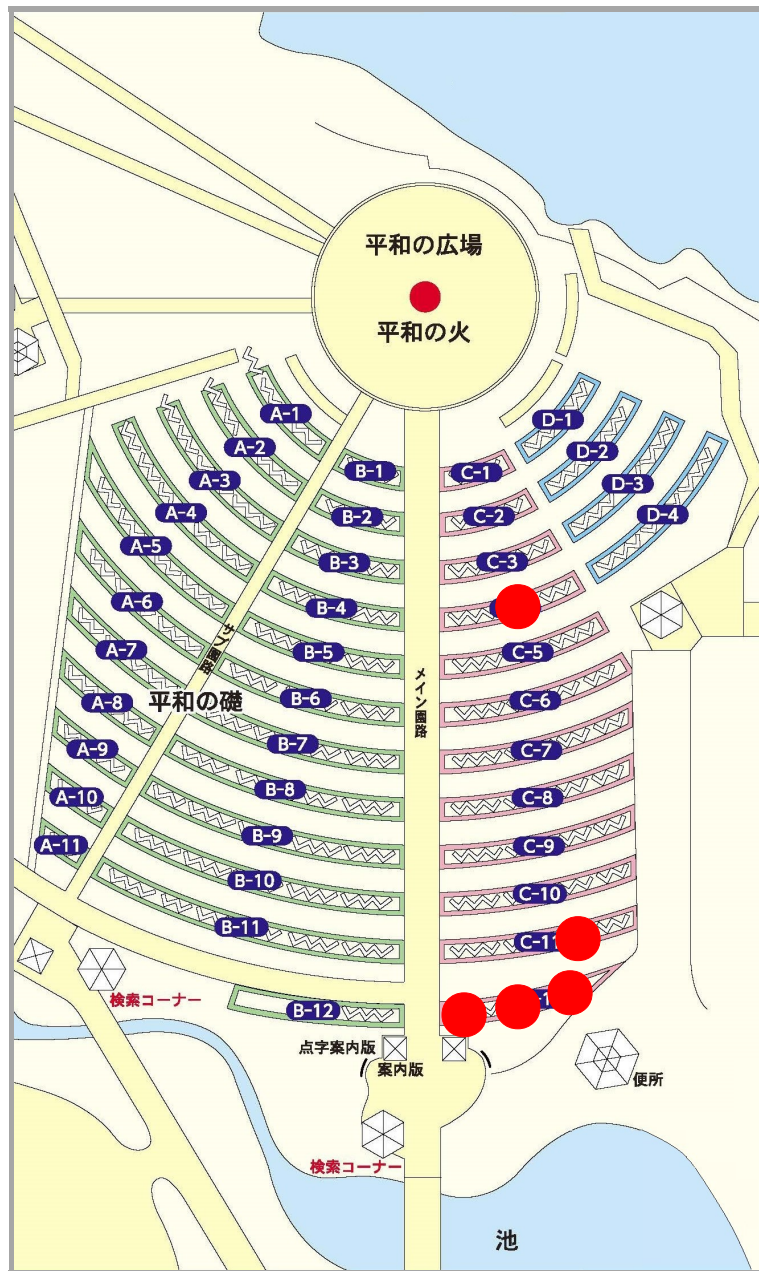 平和の広場
平和の火
A-1
A-2
A-3
A-4
A-5
A-6
A-7
A-8
A-9
A-10
A-11
B-1
B-2
B-3
B-4
B-5
B-6
B-7
B-8
B-9
B-10
B-11
B-12
C-1
C-2
C-3
C-5
C-6
C-7
C-8
C-9
C-10
C-11
D-1
D-2
D-3
D-4
サブ園路
メイン園路
平和の礎
検索コーナー
点字案内版
案内版
便所
検索コーナー
池